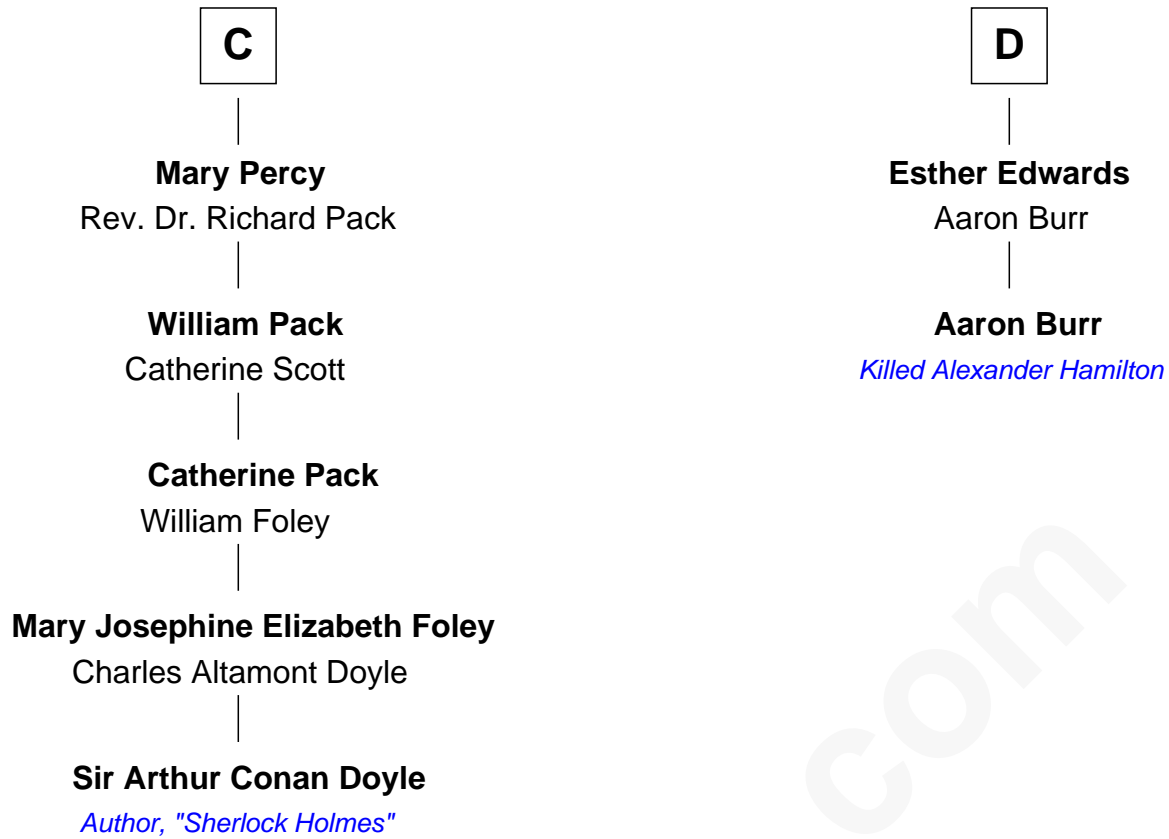 C
Mary Percy
Rev. Dr. Richard Pack
William Pack
Catherine Scott
Catherine Pack
William Foley
Mary Josephine Elizabeth Foley
Charles Altamont Doyle
Sir Arthur Conan Doyle
Author, "Sherlock Holmes"
D
Esther Edwards
Aaron Burr
Aaron Burr
Killed Alexander Hamilton
com